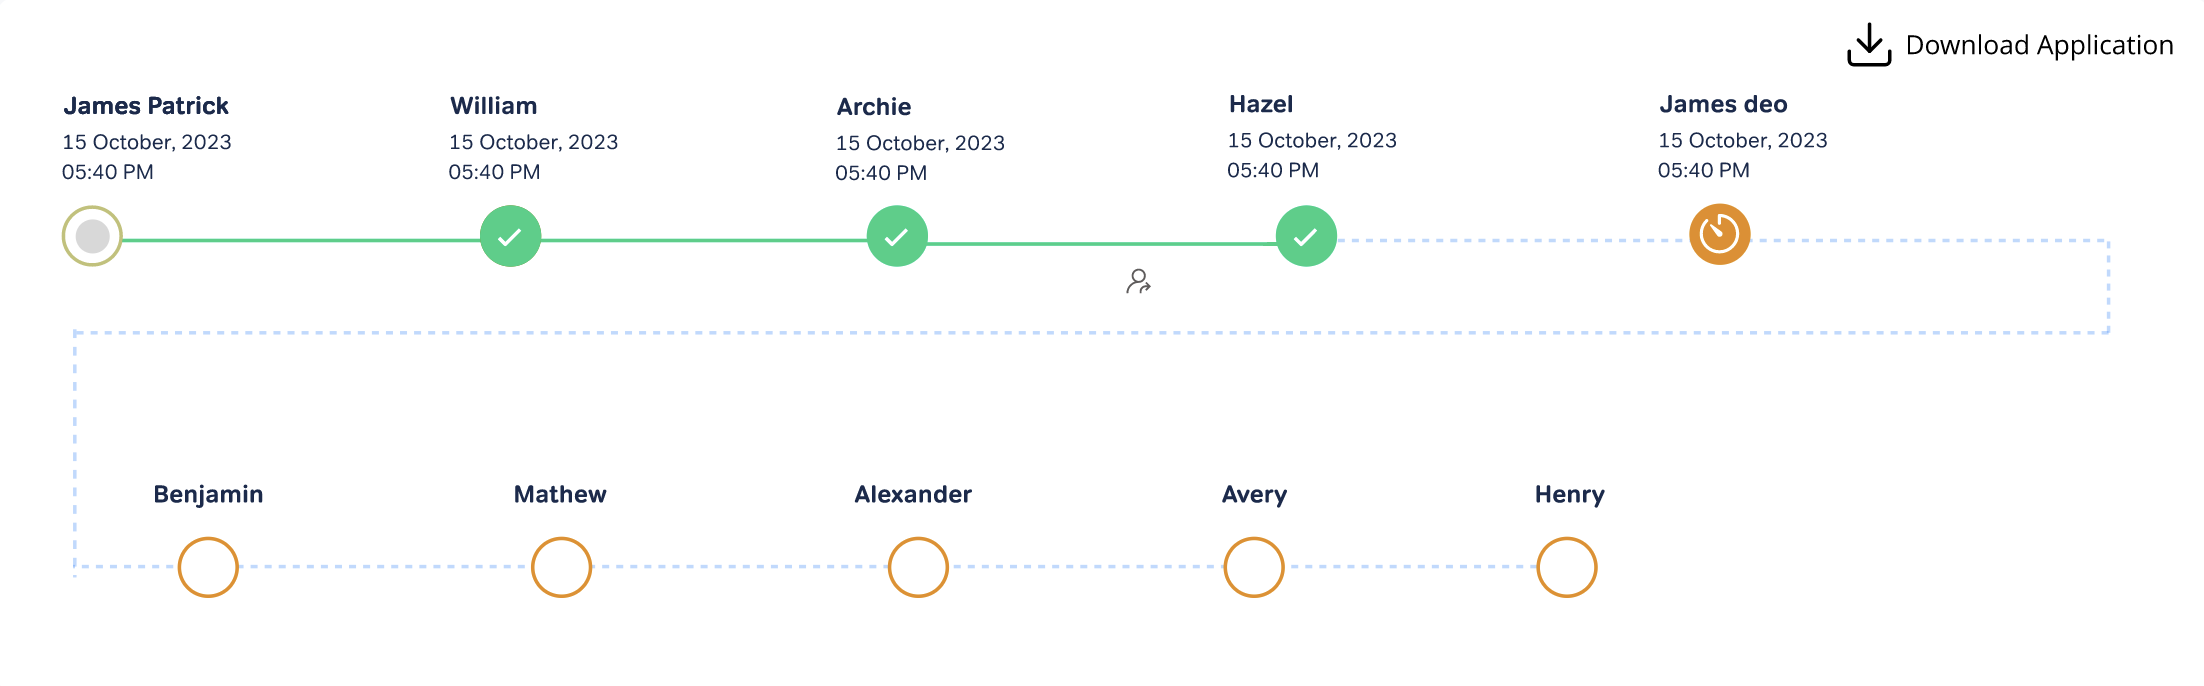 Download Application
James Patrick
15 October, 2023
05:40 PM
William
15 October, 2023
05:40 PM
Archie
15 October, 2023
05:40 PM
Hazel
15 October, 2023
05:40 PM
James deo
15 October, 2023
05:40 PM
Benjamin
Mathew
Alexander
Avery
Henry